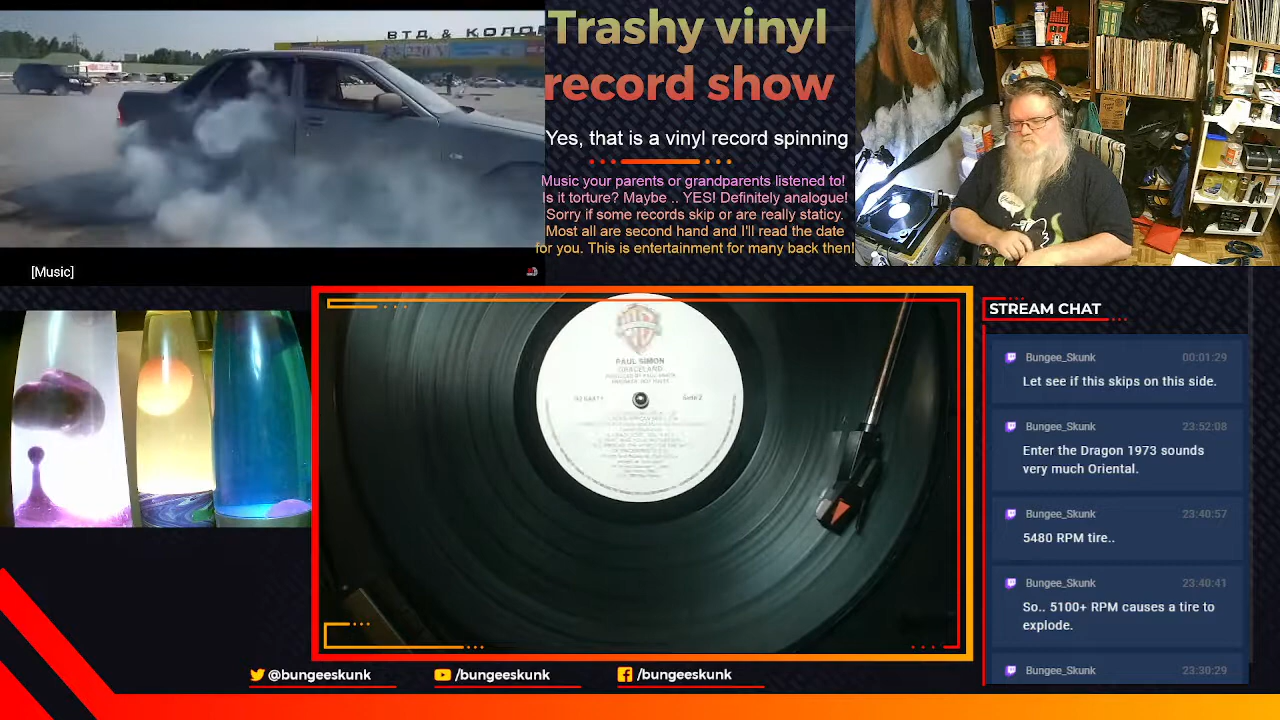 ВТД & КОЛО
[Music]
Trashy vinyl
record show
Yes, that is a vinyl record spinning
Music your parents or grandparents listened to!
Is it torture? Maybe .. YES! Definitely analogue!
Sorry if some records skip or are really staticy.
Most all are second hand and I'll read the date
for you. This is entertainment for many back then!
PAUL SIMON
GRACELAND
STREAM CHAT
Bungee_Skunk 00:01:29
Let see if this skips on this side.
Bungee_Skunk 23:52:08
Enter the Dragon 1973 sounds
very much Oriental.
Bungee_Skunk 23:40:57
5480 RPM tire..
Bungee_Skunk 23:40:41
So.. 5100+ RPM causes a tire to
explode.
Bungee_Skunk 23:30:29
@bungeeskunk
/bungeeskunk
/bungeeskunk